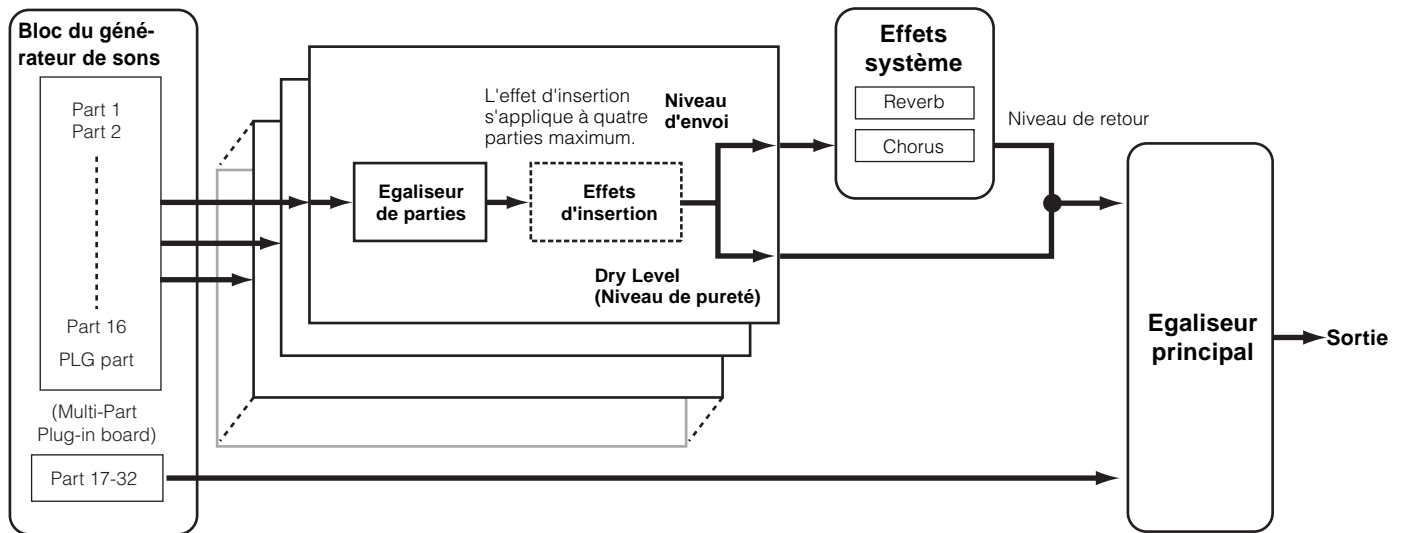 Bloc du géné-
rateur de sons
Part 1
Part 2
Part 16
PLG part
(Multi-Part
Plug-in board)
Part 17-32
L'effet d'insertion
s'applique à quatre
parties maximum.
Egaliseur
de parties
Effets
d'insertion
Niveau
d'envoi
Dry Level
(Niveau de pureté)
Effets
système
Reverb
Chorus
Niveau de retour
Egaliseur
principal
Sortie